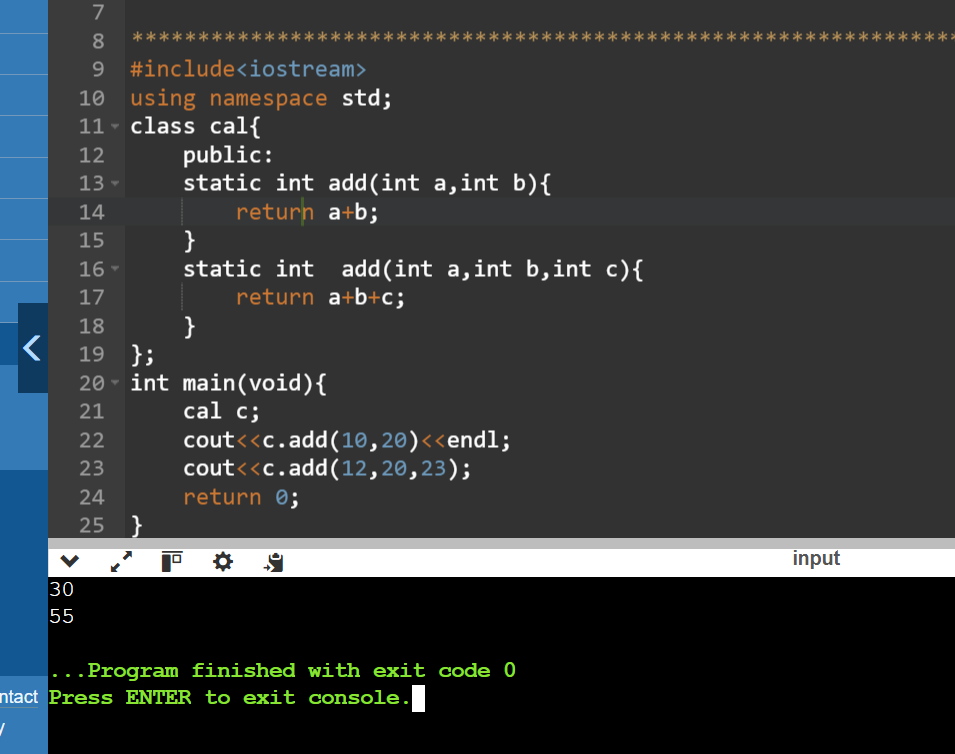 7
8 **************************************************************
9 #include<iostream>
10 using namespace std;
11 class cal{
12     public:
13     static int add(int a,int b){
14         return a+b;
15     }
16     static int  add(int a,int b,int c){
17         return a+b+c;
18     }
19 };
20 int main(void){
21     cal c;
22     cout<<c.add(10,20)<<endl;
23     cout<<c.add(12,20,23);
24     return 0;
25 }
input
30
55
...Program finished with exit code 0
Press ENTER to exit console.
ntact
y